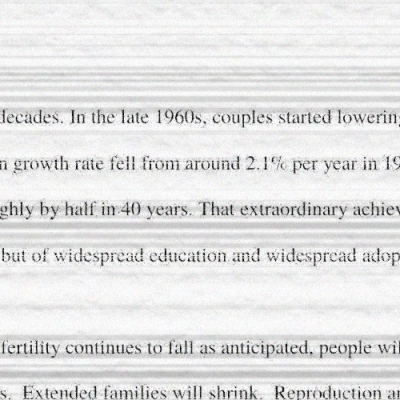 decades. In the late 1960s, couples started lowering
growth rate fell from around 2.1% per year in 19
ghly by half in 40 years. That extraordinary achiev
but of widespread education and widespread adop
fertility continues to fall as anticipated, people wil
s. Extended families will shrink. Reproduction an